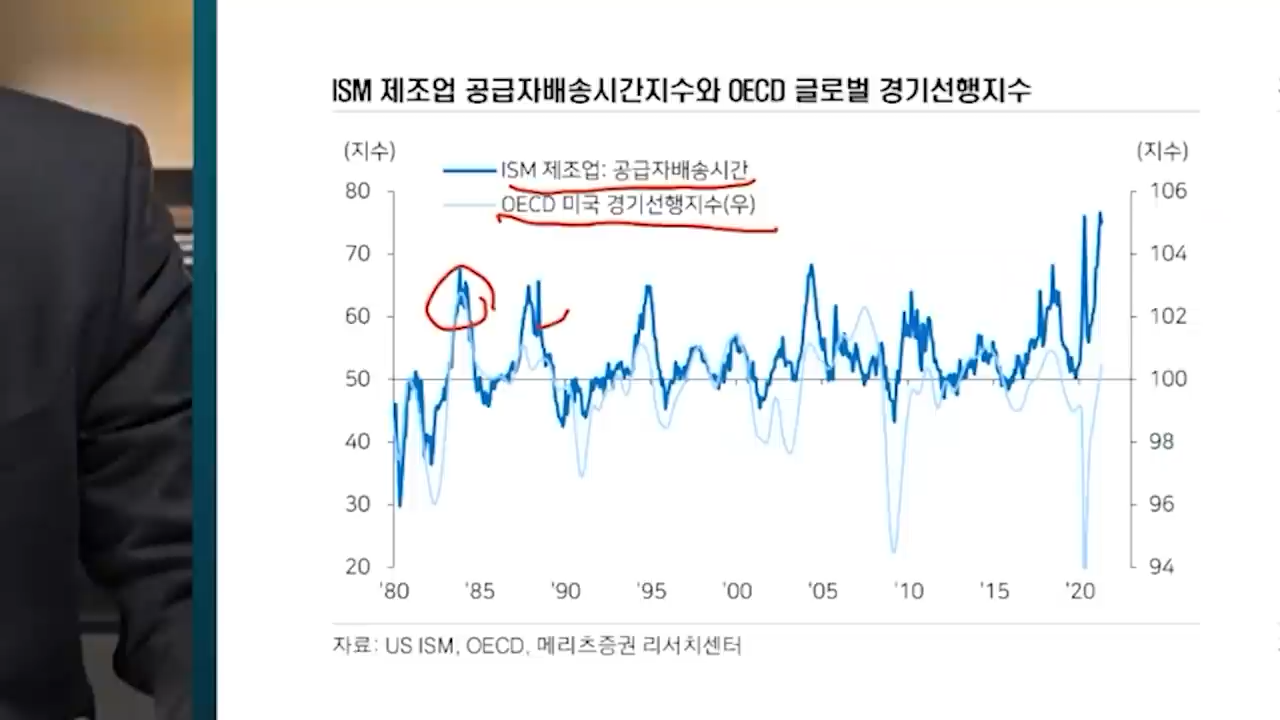 ISM 제조업 공급자배송시간지수와 OECD 글로벌 경기선행지수
(지수) (지수)
ISM 제조업: 공급자배송시간
OECD 미국 경기선행지수(우)
80 106
70 104
60 102
50 100
40 98
30 96
20 94
'80 '85 '90 '95 '00 '05 '10 '15 '20
자료: US ISM, OECD, 메리츠증권 리서치센터